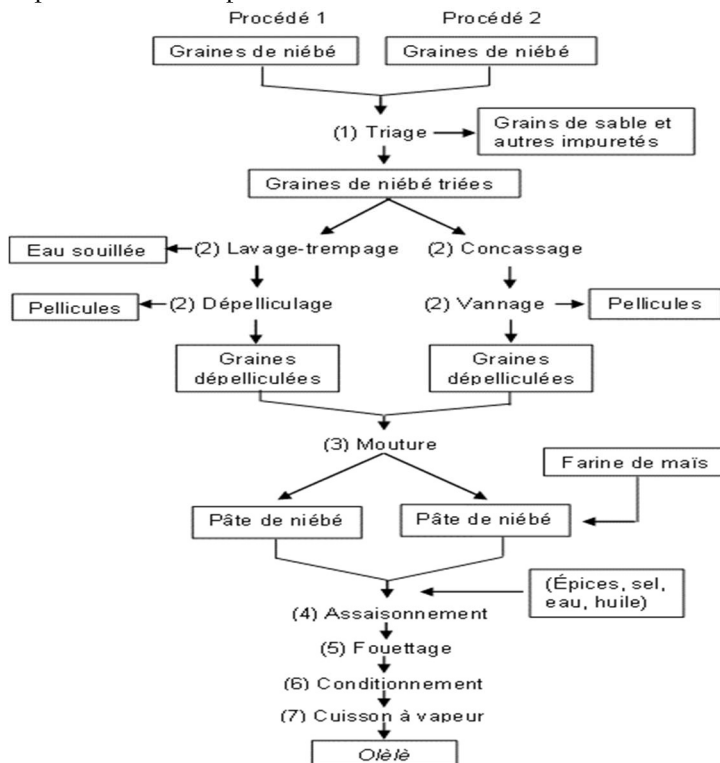 Procédé 1 Procédé 2
Graines de niébé Graines de niébé
(1) Triage
Grains de sable et
autres impuretés
Graines de niébé triées
Eau souillée (2) Lavage-trempage (2) Concassage
Pellicules (2) Dépelliculage (2) Vannage Pellicules
Graines
dépelliculées
Graines
dépelliculées
(3) Mouture
Farine de maïs
Pâte de niébé Pâte de niébé
(Épices, sel,
eau, huile)
(4) Assaisonnement
(5) Fouettage
(6) Conditionnement
(7) Cuisson à vapeur
Olèlè